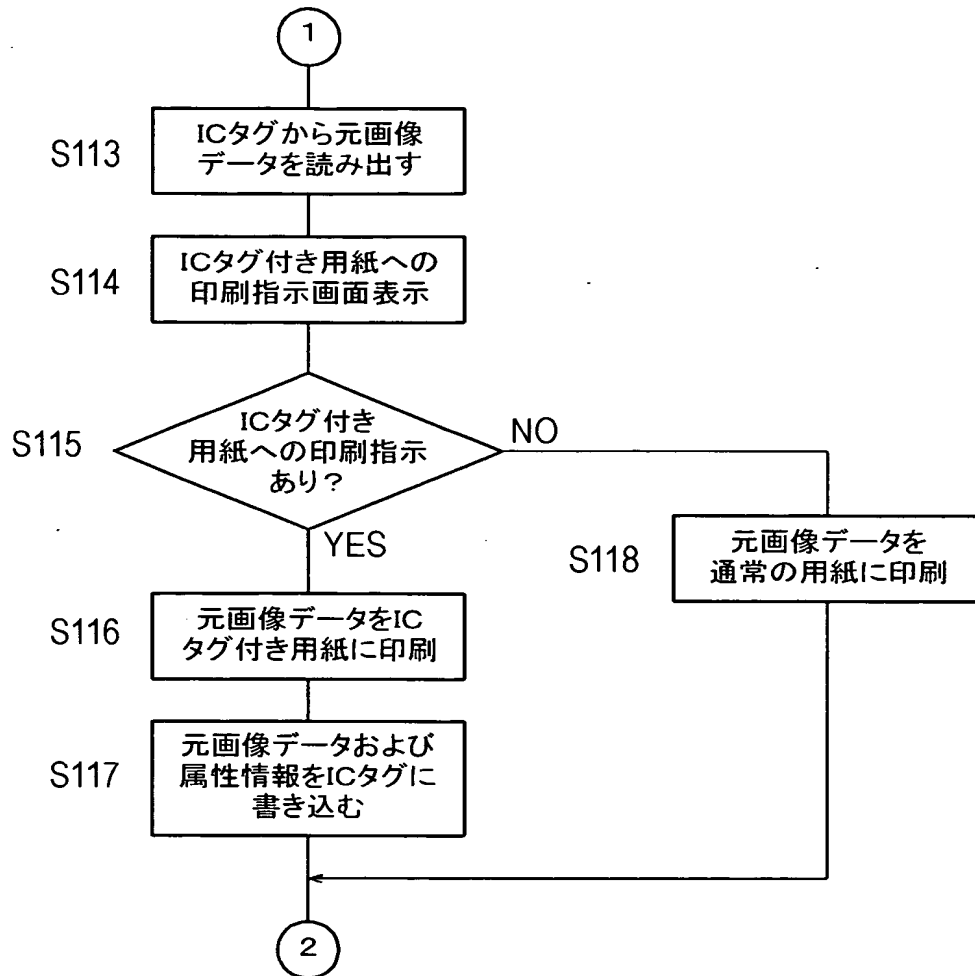 1
S113
ICタグから元画像
データを読み出す
S114
ICタグ付き用紙への
印刷指示画面表示
S115
ICタグ付き
用紙への印刷指示
あり?
NO
YES
S118
元画像データを
通常の用紙に印刷
S116
元画像データをIC
タグ付き用紙に印刷
S117
元画像データおよび
属性情報をICタグに
書き込む
2